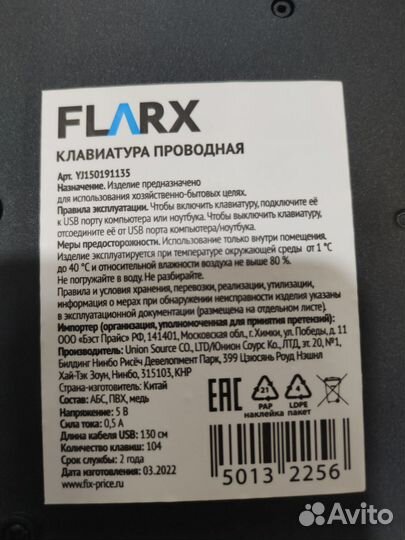 FLARX
КЛАВИАТУРА ПРОВОДНАЯ
Арт. YJ150191135
Назначение. Изделие предназначено
для использования хозяйственно-бытовых целях.
Правила эксплуатации. Чтобы включить клавиатуру, подключите её
к USB порту компьютера или ноутбука. Чтобы выключить клавиатуру,
отсоедините её от USB порта компьютера/ноутбука.
Меры предосторожности. Использование только внутри помещения.
Изделие эксплуатируется при температуре окружающей среды от 1 °C
до 40 °C и относительной влажности воздуха не выше 80 %.
Не погружайте в воду. Не разбирайте.
Правила и условия хранения, перевозки, реализации, утилизации,
информация о мерах при обнаружении неисправности изделия указаны
в эксплуатационной документации (размещена на отдельном листе).
Импортер (организация, уполномоченная для принятия претензий):
ООО «Бэст Прайс» РФ, 141401, Московская обл., г. Химки, ул. Победы, д. 11
Производитель: Union Source CO., LTD/Юнион Соурс Ко., ЛТД, эт. 20, №1,
Билдинг Нинбо Рисёч Девелопмент Парк, 399 Цзюсянь Роуд Нэшнл
Хай-Тэк Зоун, Нинбо, 315103, КНР
Страна-изготовитель: Китай
Состав: АБС, ПВХ, медь
Напряжение: 5 В
Сила тока: 0,5 А
Длина кабеля USB: 130 см
Количество клавиш: 104
Срок службы: 2 года
Дата изготовления: 03.2022
www.fix-price.ru
EAC
21
PAP
наклейка
4
LDPE
пакет
5013 2256
Avito